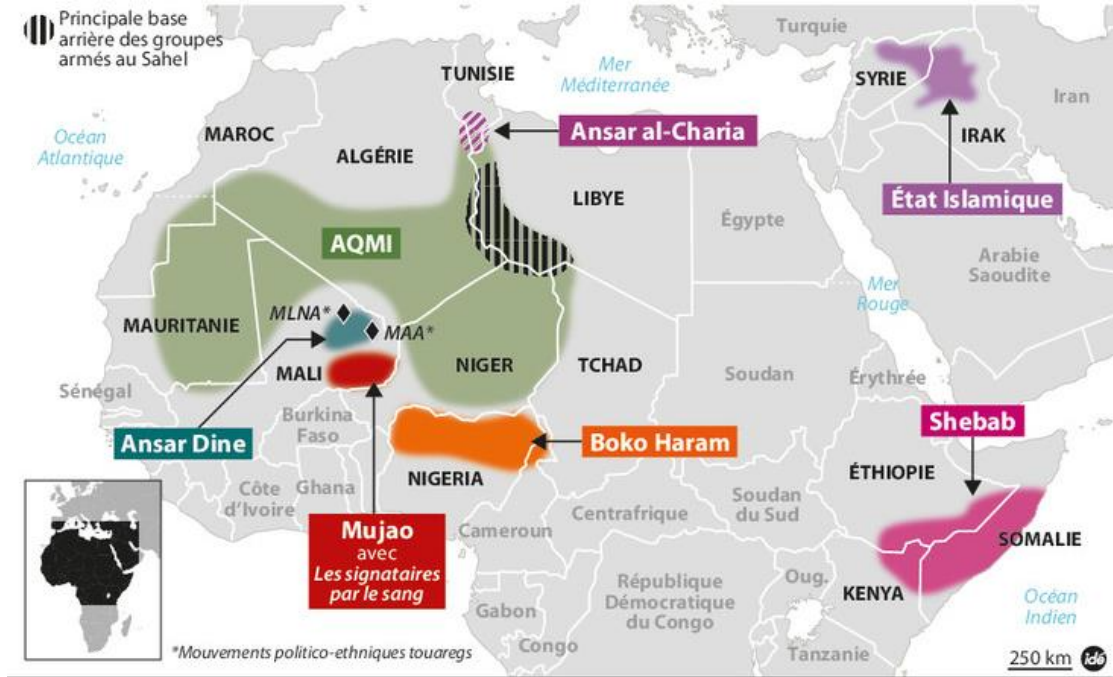 Principale base
arrière des groupes
armés au Sahel
Turquie
TUNISIE
Mer
Méditerranée
SYRIE
Iran
Océan
Atlantique
MAROC
Ansar al-Charia
IRAK
ALGÉRIE
LIBYE
État Islamique
Égypte
AQMI
Arabie
Saoudite
Mer
Rouge
MLNA*
MAURITANIE
MAA*
NIGER
TCHAD
MALI
Soudan
Érythrée
Sénégal
Burkina
Faso
Shebab
Ansar Dine
Boko Haram
NIGERIA
ÉTHIOPIE
Côte
d'Ivoire
Ghana
Soudan
du Sud
Centrafrique
Cameroun
Mujao
avec
Les signataires
par le sang
SOMALIE
Oug.
KENYA
République
Démocratique
du Congo
Gabon
Océan
Indien
Congo
*Mouvements politico-ethniques touaregs
Tanzanie
250 km
idé